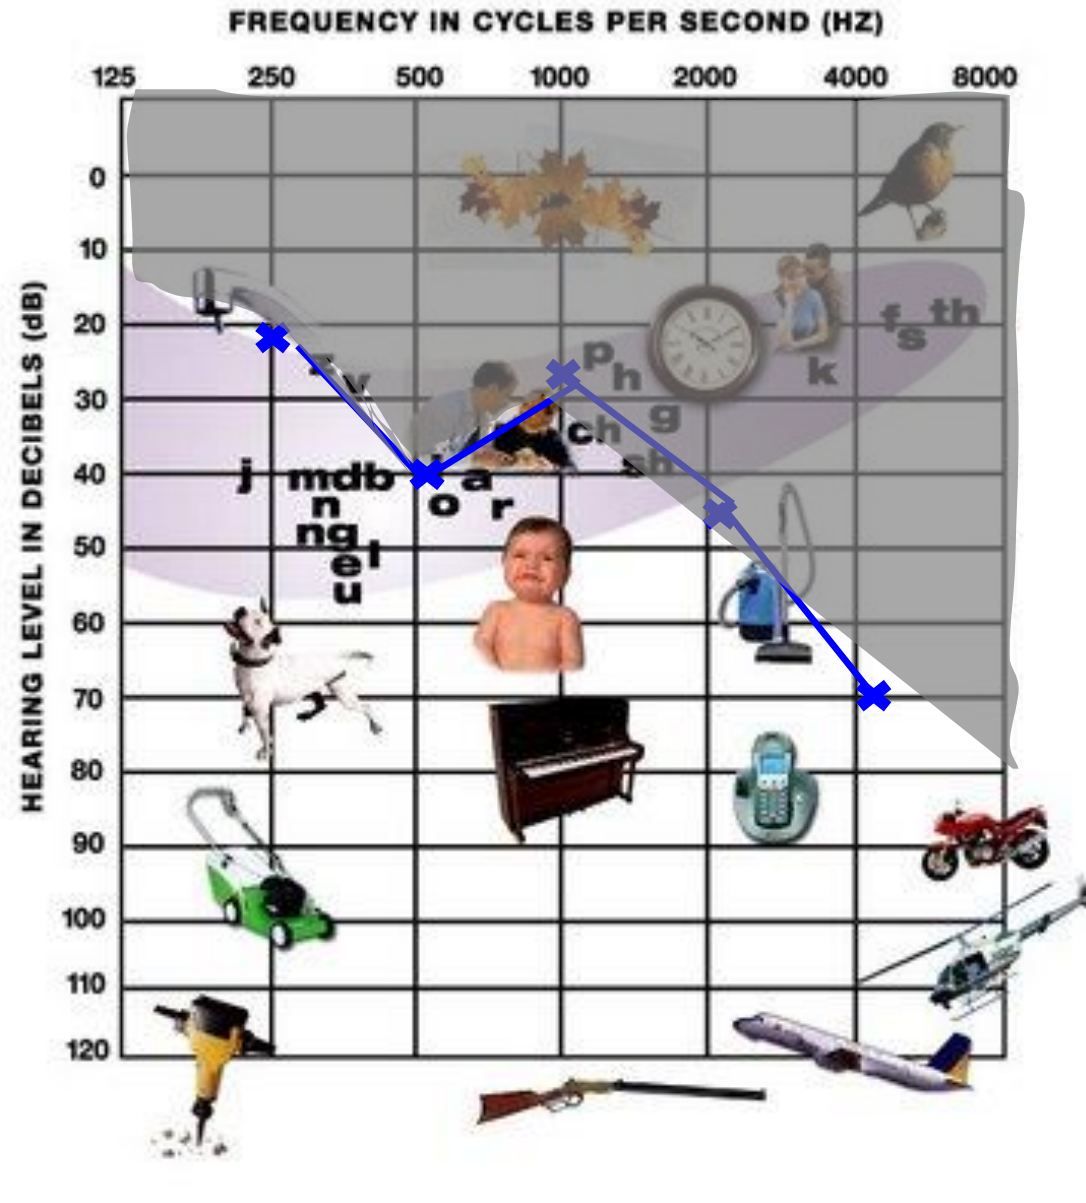 FREQUENCY IN CYCLES PER SECOND (HZ)
125 250 500 1000 2000 4000 8000
HEARING LEVEL IN DECIBELS (dB)
0
10
20
30
40
50
60
70
80
90
100
110
120
z v
p
h
g
ch
sh
k
f s th
j mdb a
n o r
ng
e l
u